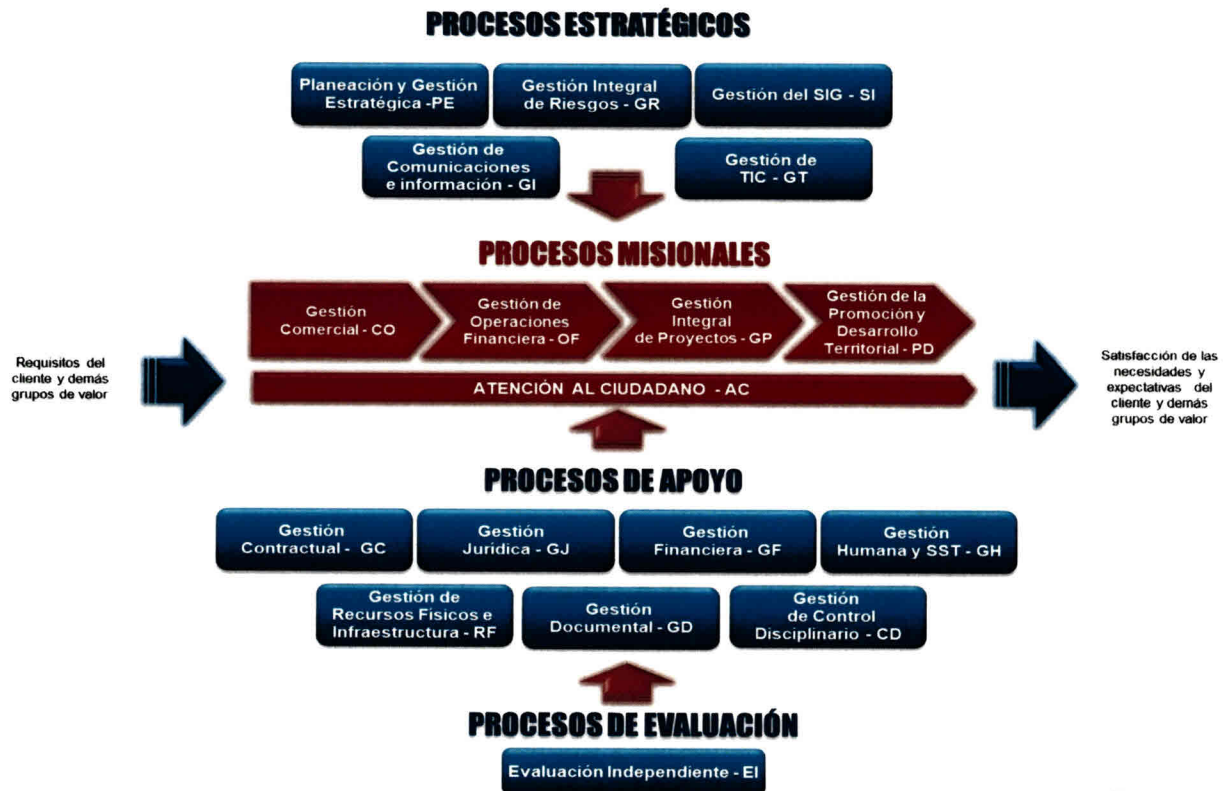 PROCESOS ESTRATÉGICOS
Planeación y Gestión
Estratégica -PE
Gestión Integral
de Riesgos - GR
Gestión del SIG - SI
Gestión de
Comunicaciones
e información - GI
Gestión de
TIC - GT
PROCESOS MISIONALES
Gestión
Comercial - CO
Gestión de
Operaciones
Financiera - OF
Gestión
Integral
de Proyectos - GP
Gestión de la
Promoción y
Desarrollo
Territorial - PD
Requisitos del
cliente y demás
grupos de valor
ATENCIÓN AL CIUDADANO - AC
Satisfacción de las
necesidades y
expectativas del
cliente y demás
grupos de valor
PROCESOS DE APOYO
Gestión
Contractual - GC
Gestión
Jurídica - GJ
Gestión
Financiera - GF
Gestión
Humana y SST - GH
Gestión de
Recursos Físicos e
Infraestructura - RF
Gestión
Documental - GD
Gestión
de Control
Disciplinario - CD
PROCESOS DE EVALUACIÓN
Evaluación Independiente - EI